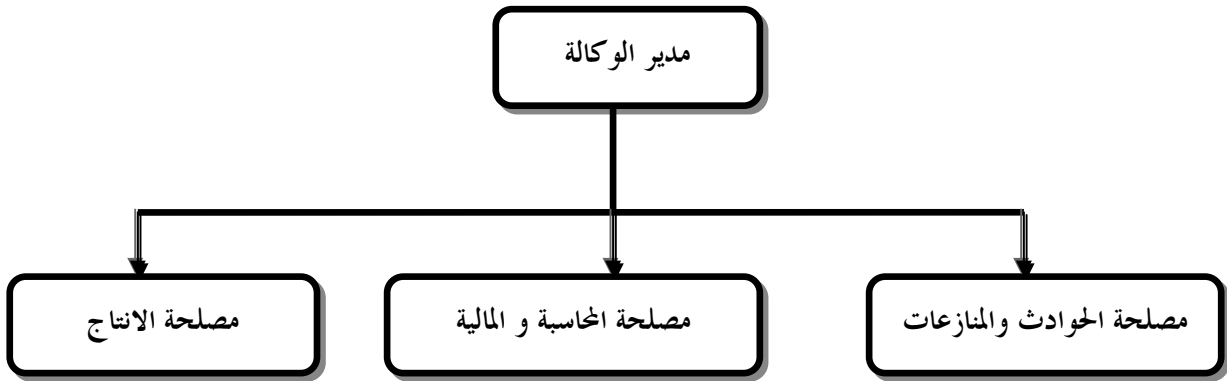 مدير الوكالة
مصلحة الحوادث والمنازعات
مصلحة المحاسبة و المالية
مصلحة الانتاج